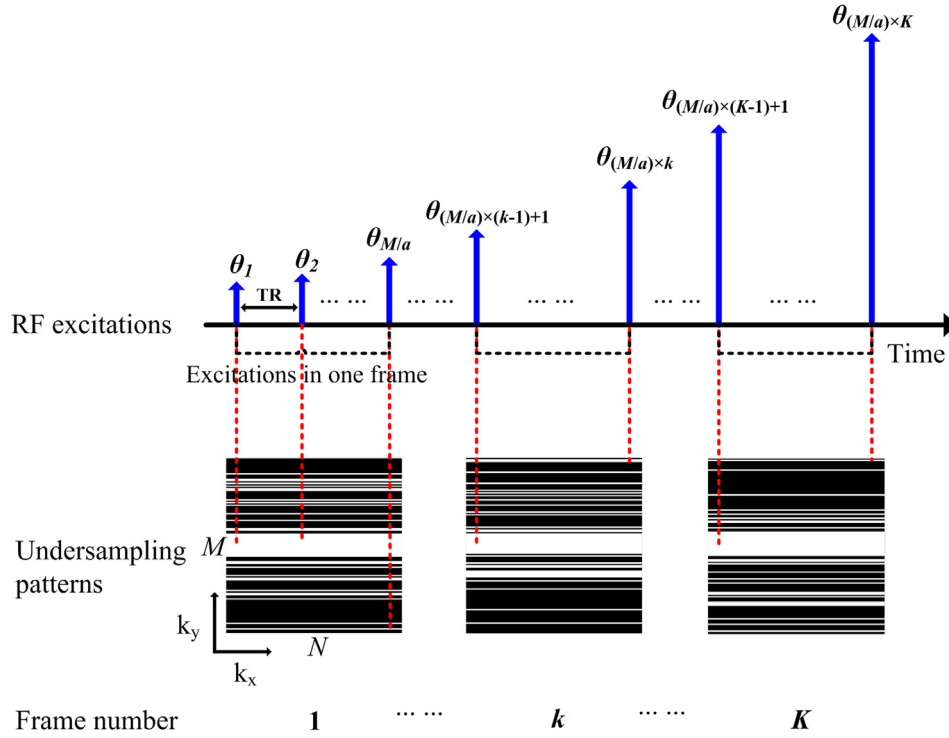 θ(M/a)×K
θ(M/a)×(K-1)+1
θ(M/a)×k
θ(M/a)×(k-1)+1
θM/a
θ1
θ2
TR
... ... ... ... ... ... ... ... ... ...
RF excitations
Time
Excitations in one frame
Undersampling
patterns
M
ky
N
kx
Frame number 1 ... ... k ... ... K